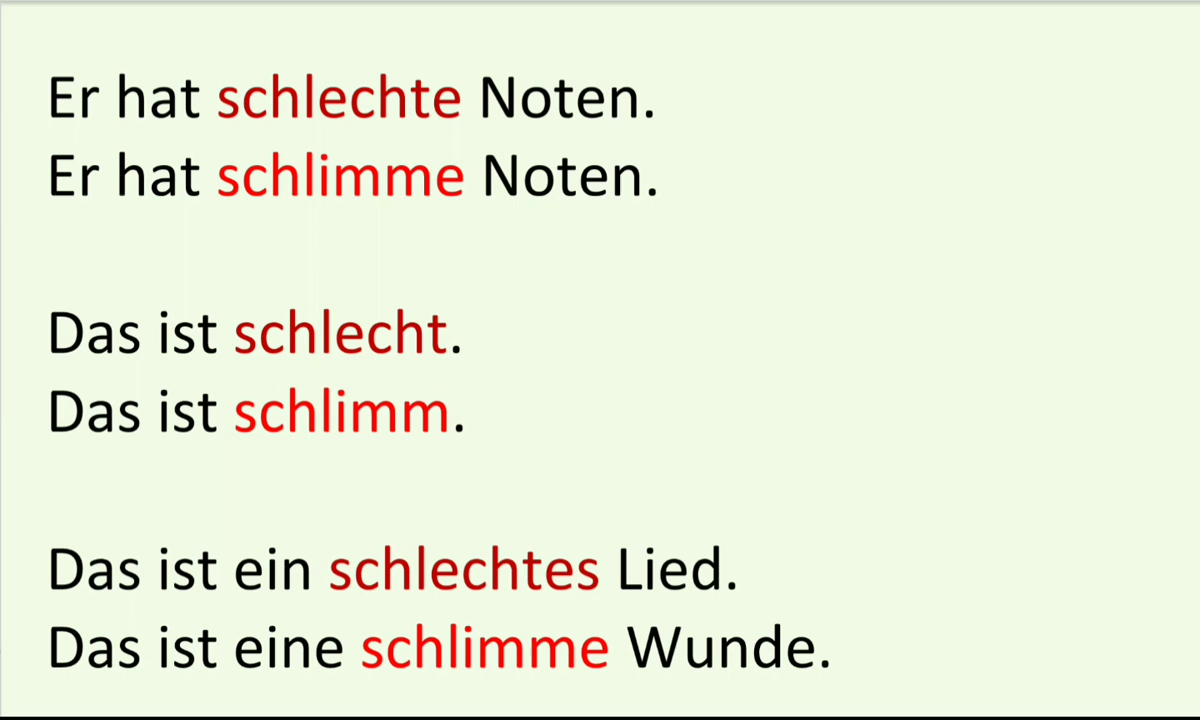 Er hat schlechte Noten.
Er hat schlimme Noten.
Das ist schlecht.
Das ist schlimm.
Das ist ein schlechtes Lied.
Das ist eine schlimme Wunde.